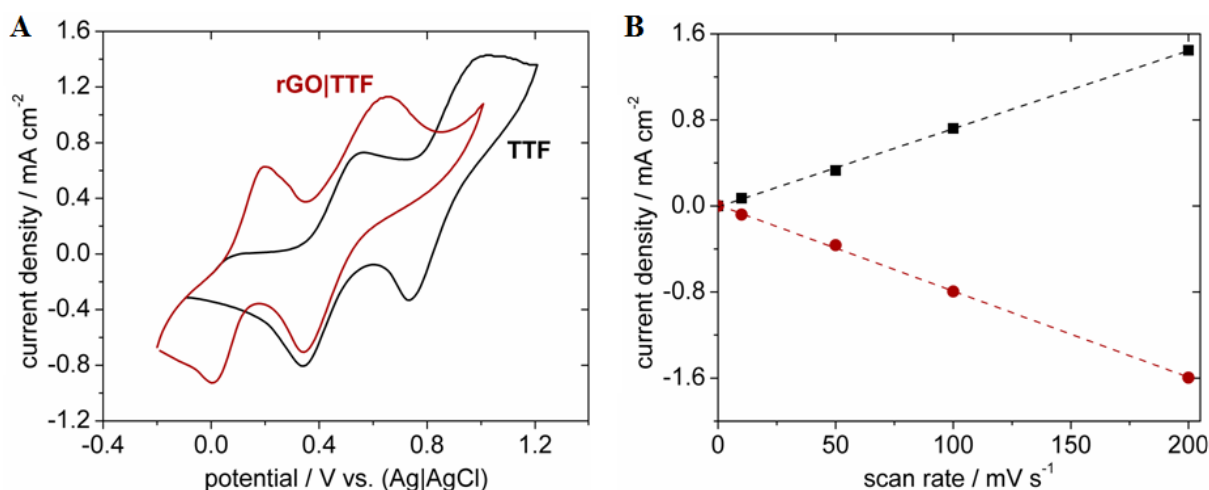 A
1.6
1.2
0.8
0.4
0.0
-0.4
-0.8
-1.2
-0.4
0.0
0.4
0.8
1.2
current density / mA cm⁻²
potential / V vs. (Ag|AgCl)
rGO|TTF
TTF
B
1.6
0.8
0.0
-0.8
-1.6
0
50
100
150
200
current density / mA cm⁻²
scan rate / mV s⁻¹